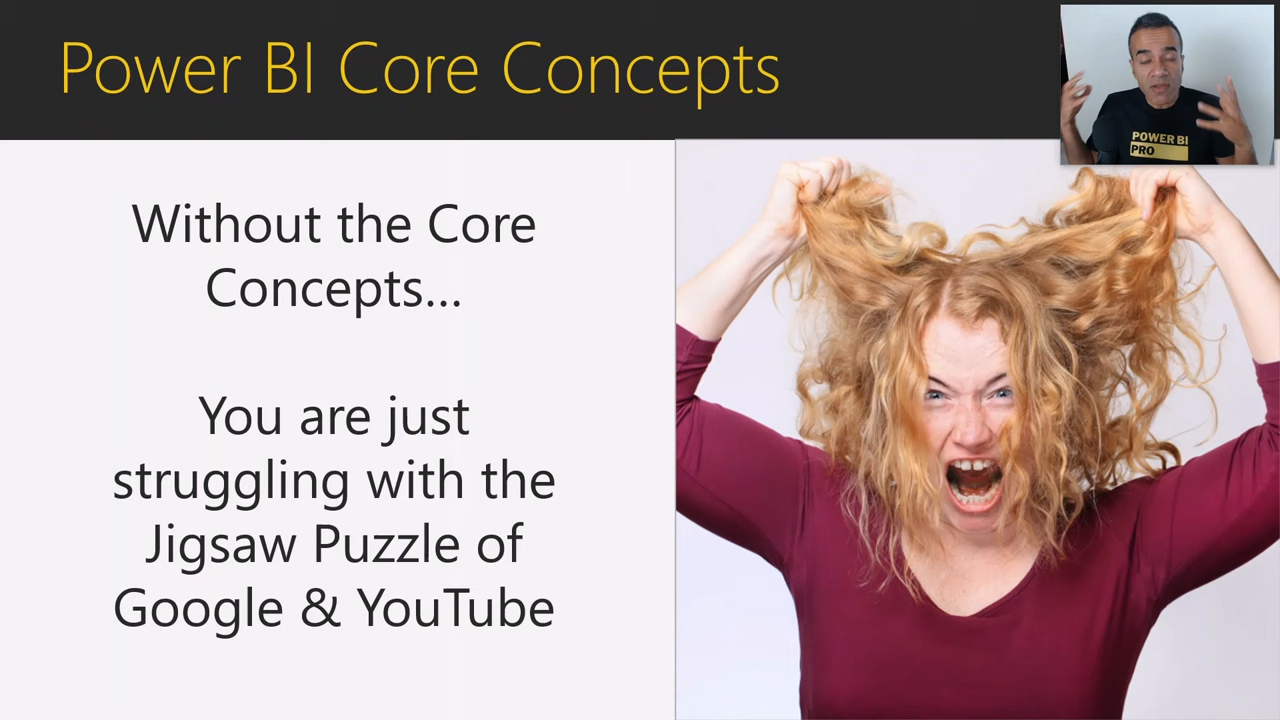 Power BI Core Concepts
POWER BI
PRO
Without the Core
Concepts...
You are just
struggling with the
Jigsaw Puzzle of
Google & YouTube